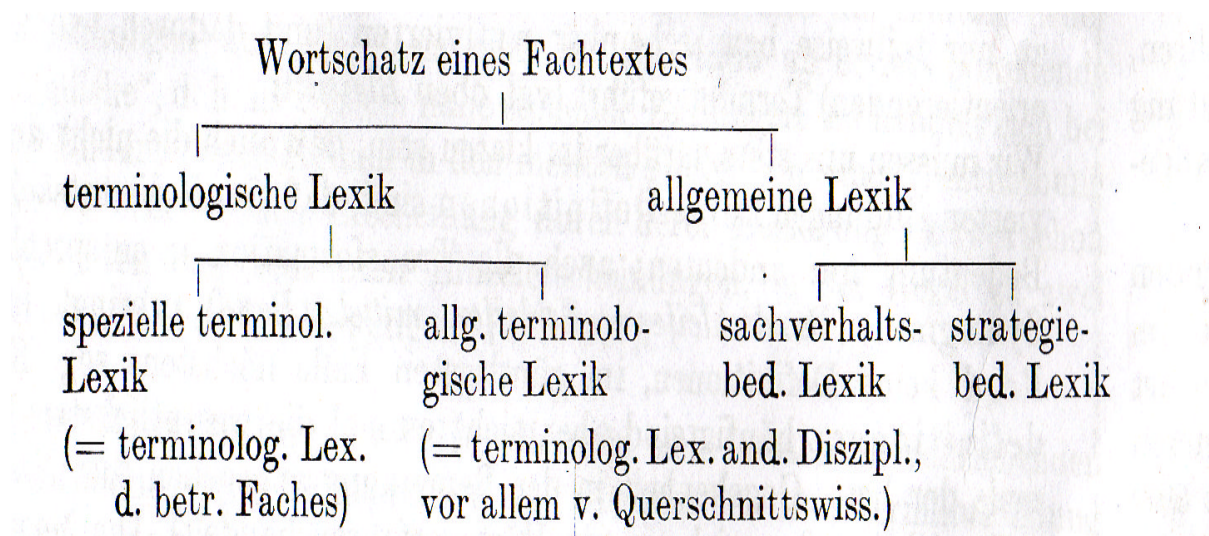 Wortschatz eines Fachtextes
terminologische Lexik allgemeine Lexik
spezielle terminol. allg. terminolo- sachverhalts- strategie-
Lexik gische Lexik bed. Lexik bed. Lexik
(= terminolog. Lex. (= terminolog. Lex. and. Diszipl.,
d. betr. Faches) vor allem v. Querschnittswiss.)